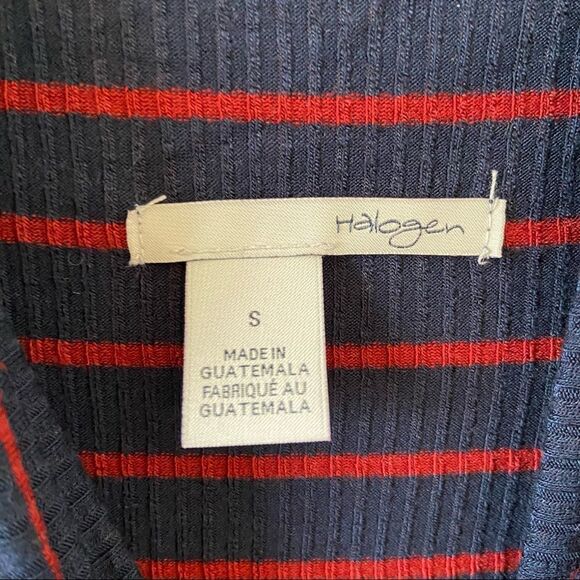 Halogen
S
MADE IN
GUATEMALA
FABRIQUÉ AU
GUATEMALA